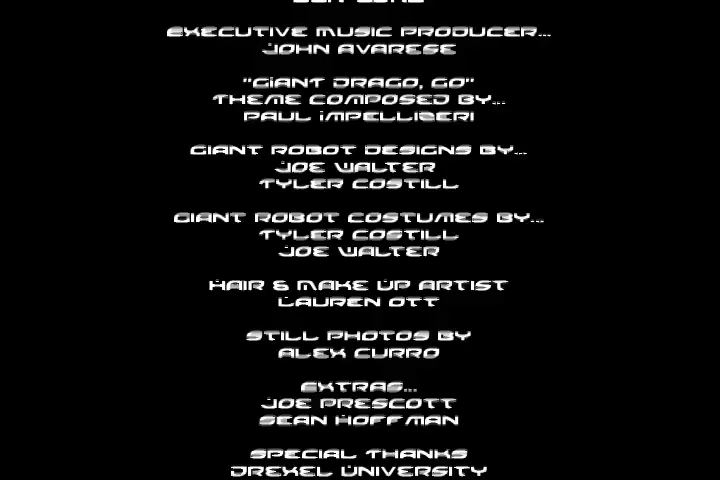 EXECUTIVE MUSIC PRODUCER...
JOHN AVARESE
"GIANT DRAGO, GO"
THEME COMPOSED BY...
PAUL IMPELLIZERI
GIANT ROBOT DESIGNS BY...
JOE WALTER
TYLER COSTILL
GIANT ROBOT COSTUMES BY...
TYLER COSTILL
JOE WALTER
HAIR & MAKE UP ARTIST
LAUREN OTT
STILL PHOTOS BY
ALEX CURRO
EXTRAS...
JOE PRESCOTT
SEAN HOFFMAN
SPECIAL THANKS
DREXEL UNIVERSITY